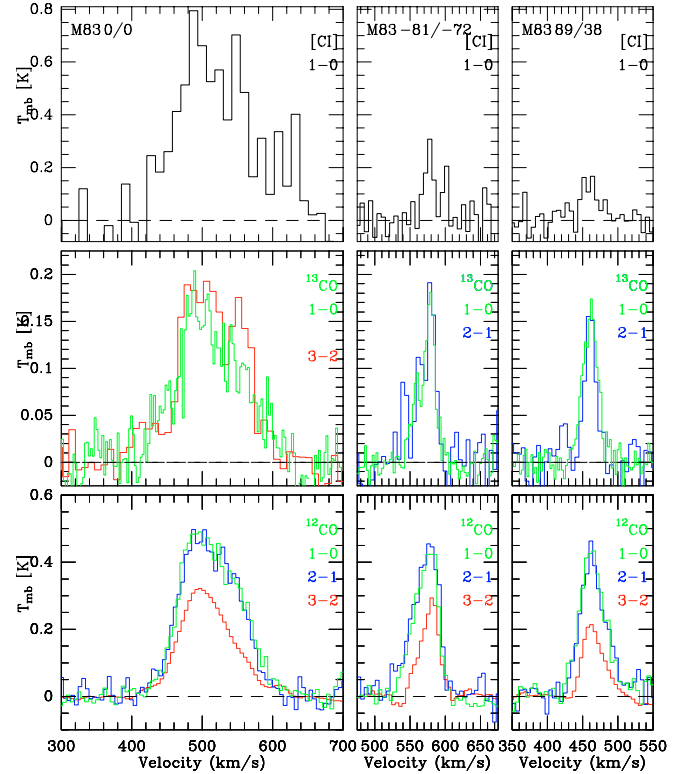 M83 0/0
[CI]
1-0
M83 -81/-72
[CI]
1-0
M83 89/38
[CI]
1-0
T_mb [K]
0.8
0.6
0.4
0.2
0
¹³CO
1-0
3-2
¹³CO
1-0
2-1
¹³CO
1-0
2-1
T_mb [K]
0.2
0.15
0.1
0.05
0
¹²CO
1-0
2-1
3-2
¹²CO
1-0
2-1
3-2
¹²CO
1-0
2-1
3-2
T_mb [K]
0.6
0.4
0.2
0
300 400 500 600 700
500 550 600 650
350 400 450 500 550
Velocity (km/s)
Velocity (km/s)
Velocity (km/s)